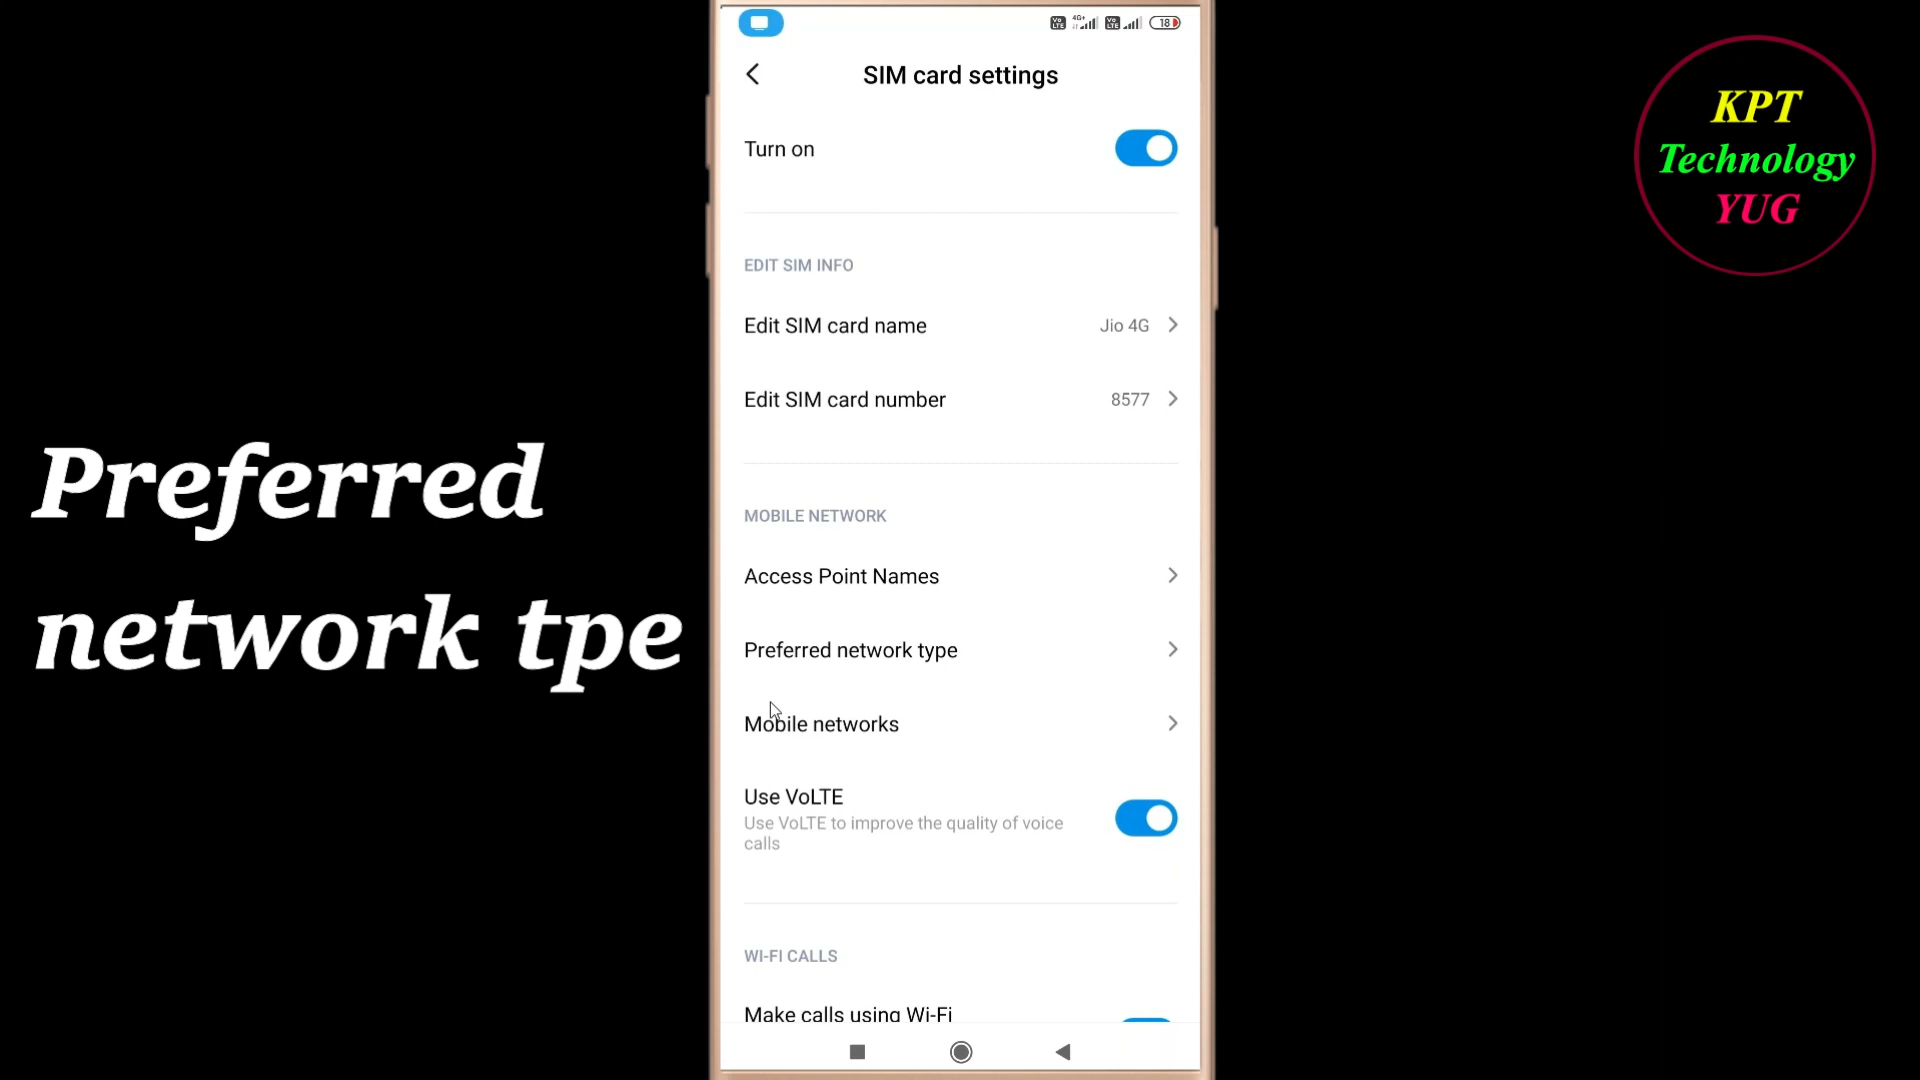 18
SIM card settings
Turn on
EDIT SIM INFO
Edit SIM card name
Jio 4G
Edit SIM card number
8577
MOBILE NETWORK
Access Point Names
Preferred network type
Mobile networks
Use VoLTE
Use VoLTE to improve the quality of voice
calls
WI-FI CALLS
Make calls using Wi-Fi
Preferred
network tpe
KPT
Technology
YUG